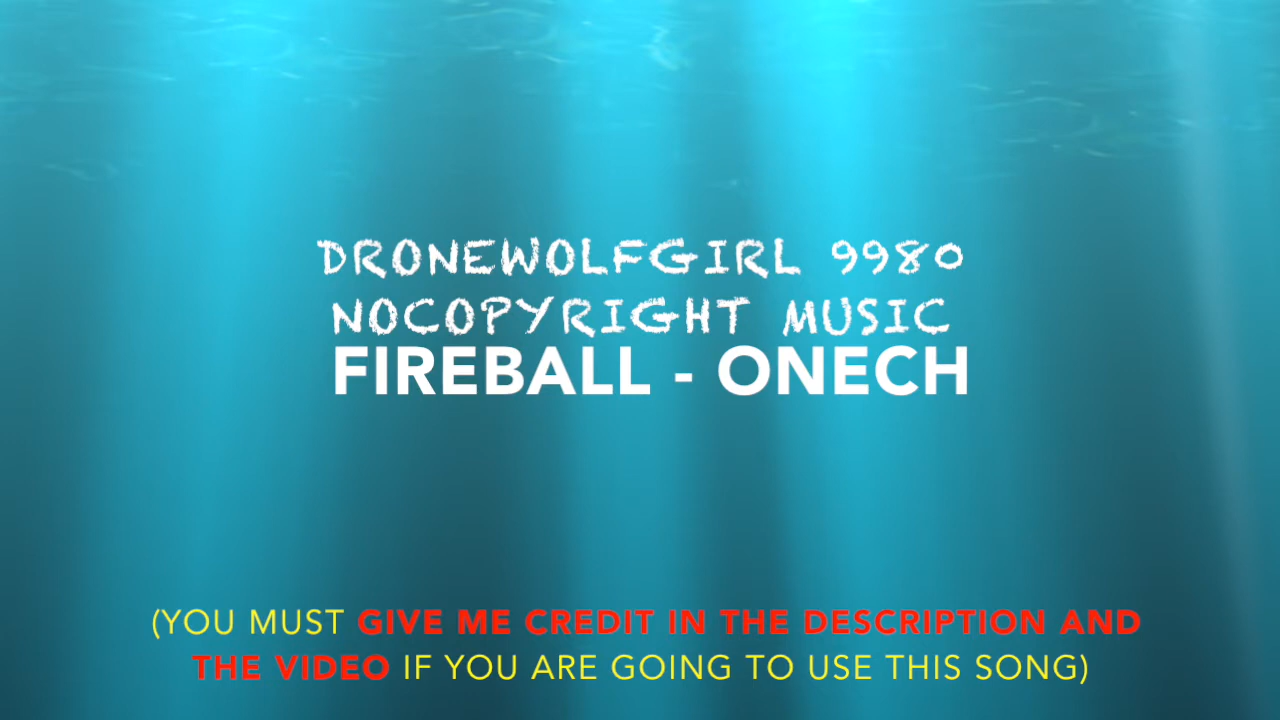 DRONEWOLFGIRL 9980
NOCOPYRIGHT MUSIC
FIREBALL - ONECH
(YOU MUST GIVE ME CREDIT IN THE DESCRIPTION AND
THE VIDEO IF YOU ARE GOING TO USE THIS SONG)